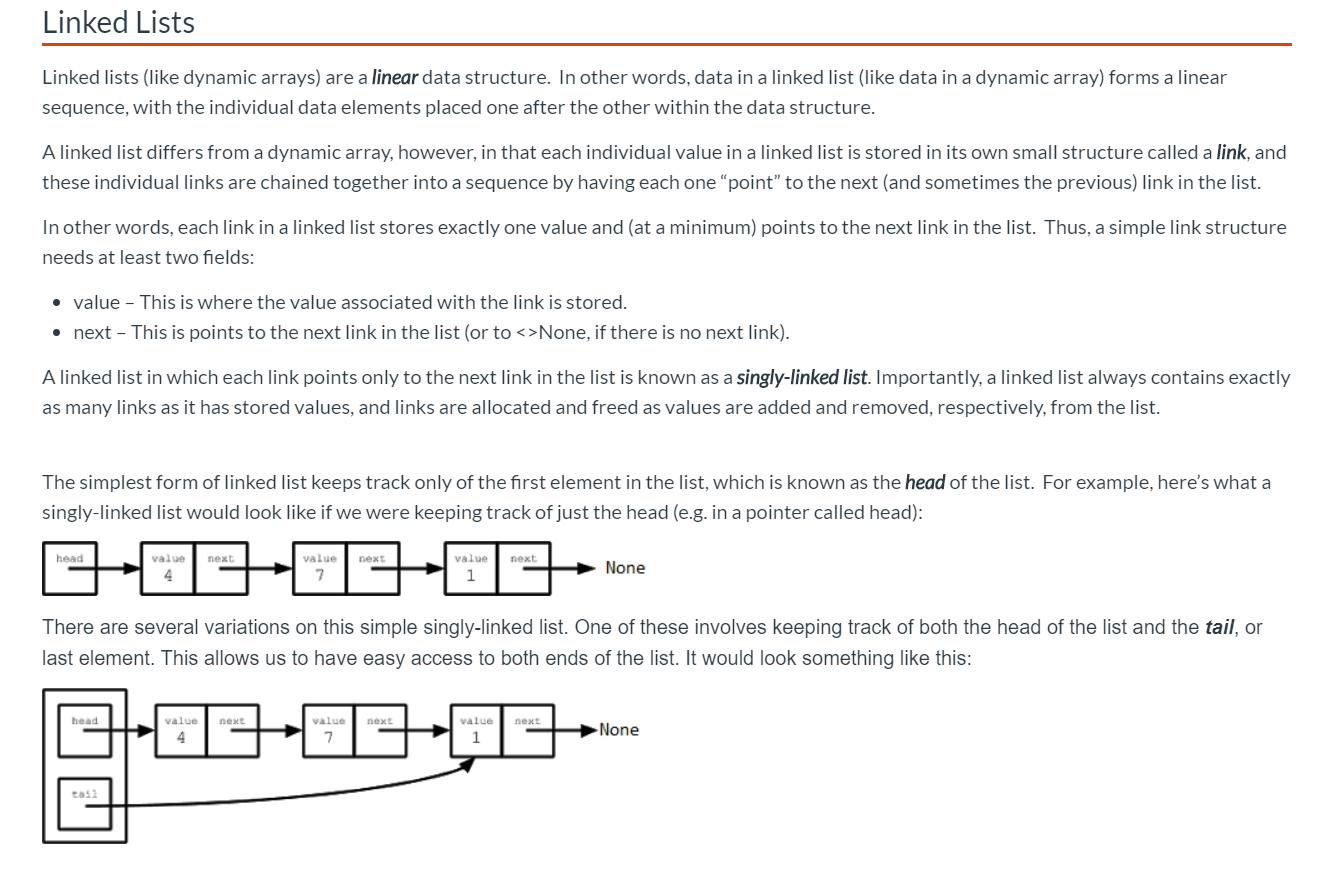 Linked Lists
Linked lists (like dynamic arrays) are a linear data structure. In other words, data in a linked list (like data in a dynamic array) forms a linear
sequence, with the individual data elements placed one after the other within the data structure.
A linked list differs from a dynamic array, however, in that each individual value in a linked list is stored in its own small structure called a link, and
these individual links are chained together into a sequence by having each one “point” to the next (and sometimes the previous) link in the list.
In other words, each link in a linked list stores exactly one value and (at a minimum) points to the next link in the list. Thus, a simple link structure
needs at least two fields:
• value – This is where the value associated with the link is stored.
• next – This is points to the next link in the list (or to <>None, if there is no next link).
A linked list in which each link points only to the next link in the list is known as a singly-linked list. Importantly, a linked list always contains exactly
as many links as it has stored values, and links are allocated and freed as values are added and removed, respectively, from the list.
The simplest form of linked list keeps track only of the first element in the list, which is known as the head of the list. For example, here’s what a
singly-linked list would look like if we were keeping track of just the head (e.g. in a pointer called head):
head value next value next value next
4 7 1 None
There are several variations on this simple singly-linked list. One of these involves keeping track of both the head of the list and the tail, or
last element. This allows us to have easy access to both ends of the list. It would look something like this:
head value next value next value next
4 7 1 None
tail